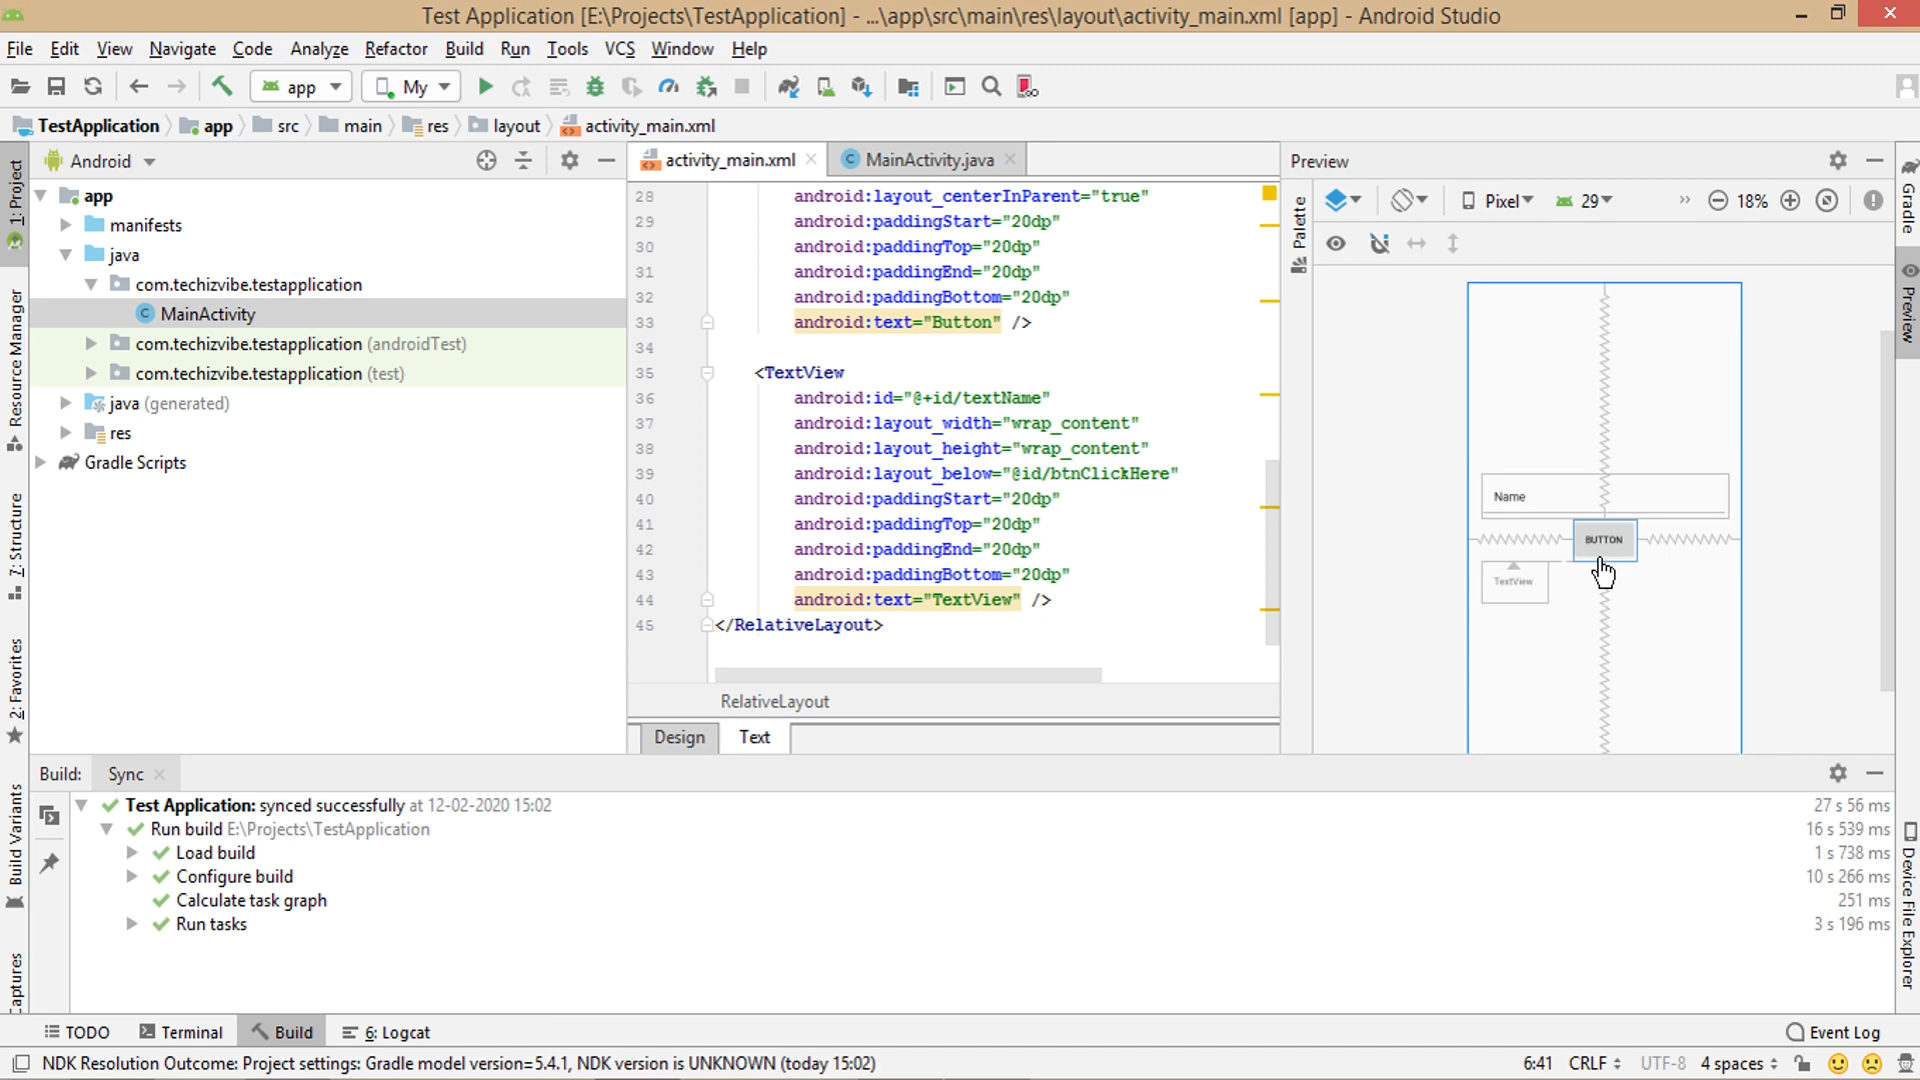 Test Application [E:\Projects\TestApplication] - ...\app\src\main\res\layout\activity_main.xml [app] - Android Studio
File Edit View Navigate Code Analyze Refactor Build Run Tools VCS Window Help
app My
TestApplication app src main res layout activity_main.xml
1: Project
Resource Manager
7: Structure
2: Favorites
Build Variants
Captures
Android
app
manifests
java
com.techizvibe.testapplication
MainActivity
com.techizvibe.testapplication (androidTest)
com.techizvibe.testapplication (test)
java (generated)
res
Gradle Scripts
activity_main.xml MainActivity.java
28 android:layout_centerInParent="true"
29 android:paddingStart="20dp"
30 android:paddingTop="20dp"
31 android:paddingEnd="20dp"
32 android:paddingBottom="20dp"
33 android:text="Button" />
34
35 <TextView
36 android:id="@+id/textName"
37 android:layout_width="wrap_content"
38 android:layout_height="wrap_content"
39 android:layout_below="@id/btnClickHere"
40 android:paddingStart="20dp"
41 android:paddingTop="20dp"
42 android:paddingEnd="20dp"
43 android:paddingBottom="20dp"
44 android:text="TextView" />
45 </RelativeLayout>
RelativeLayout
Design Text
Preview
Palette
Pixel 29 18%
Name
BUTTON
TextView
Gradle
Preview
Device File Explorer
Build: Sync
Test Application: synced successfully at 12-02-2020 15:02 27 s 56 ms
Run build E:\Projects\TestApplication 16 s 539 ms
Load build 1 s 738 ms
Configure build 10 s 266 ms
Calculate task graph 251 ms
Run tasks 3 s 196 ms
TODO Terminal Build 6: Logcat Event Log
NDK Resolution Outcome: Project settings: Gradle model version=5.4.1, NDK version is UNKNOWN (today 15:02) 6:41 CRLF UTF-8 4 spaces